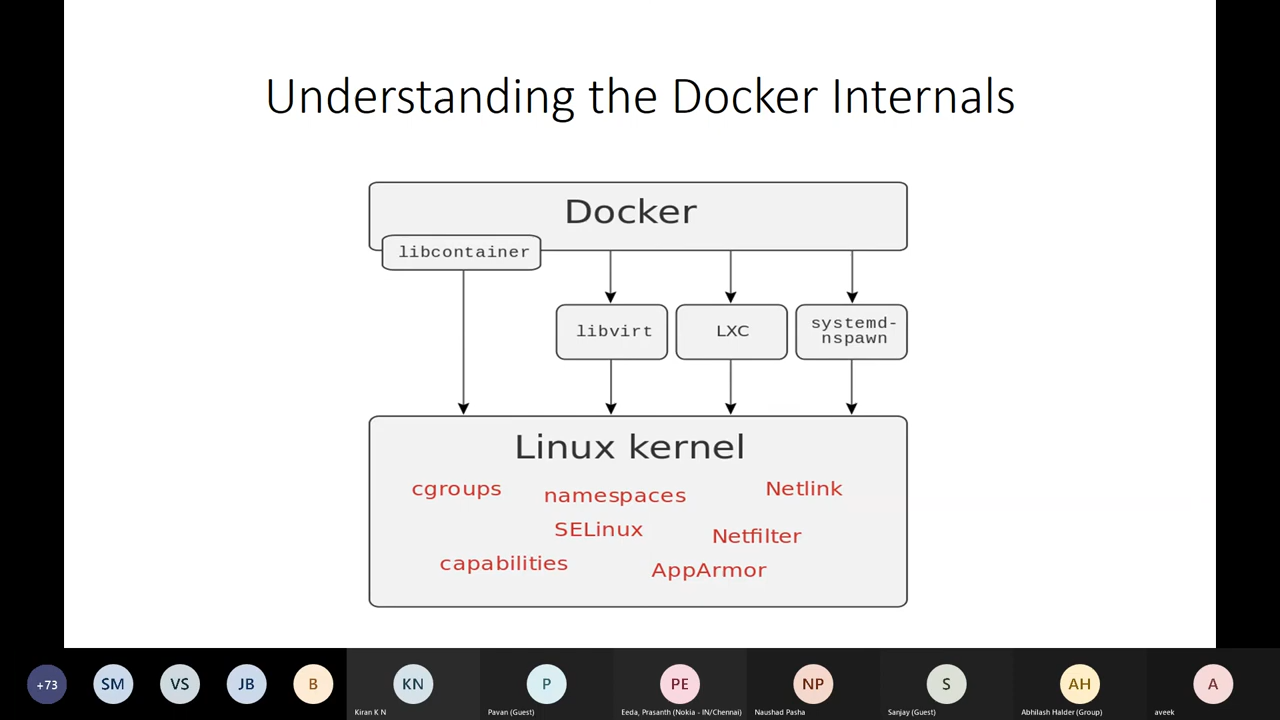 Understanding the Docker Internals
Docker
libcontainer
libvirt
LXC
systemd-
nspawn
Linux kernel
cgroups
namespaces
Netlink
SELinux
Netfilter
capabilities
AppArmor
+73
SM
VS
JB
B
KN
P
PE
NP
S
AH
A
Kiran K N
Pavan (Guest)
Eeda, Prasanth (Nokia - IN/Chennai)
Naushad Pasha
Sanjay (Guest)
Abhilash Halder (Group)
aveek